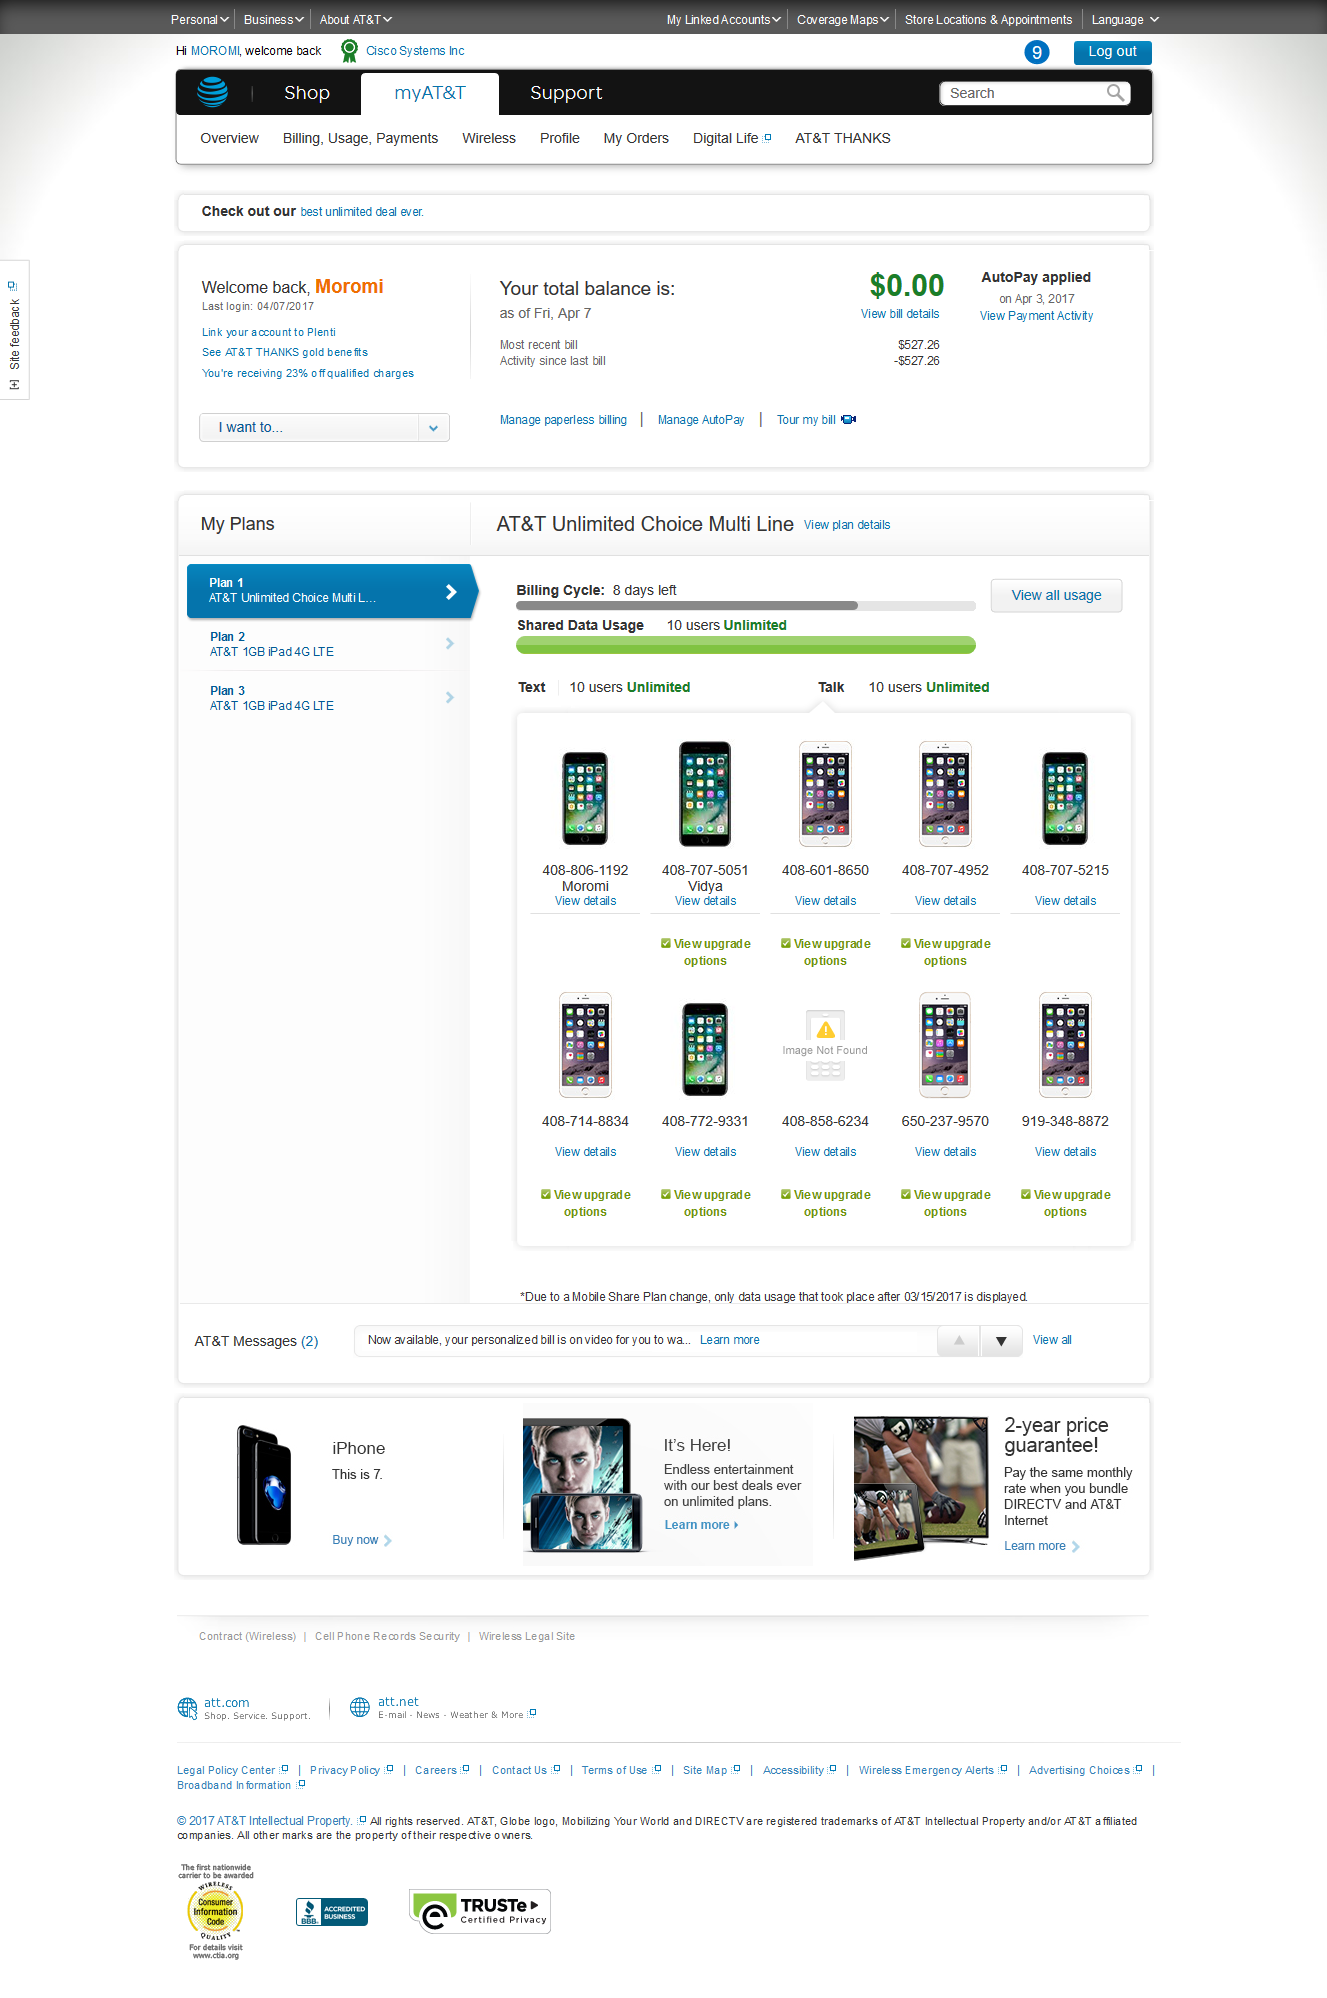 Personal Business About AT&T My Linked Accounts Coverage Maps Store Locations & Appointments Language
Hi MOROMI, welcome back Cisco Systems Inc 9 Log out
Shop myAT&T Support Search
Overview Billing, Usage, Payments Wireless Profile My Orders Digital Life AT&T THANKS
Check out our best unlimited deal ever.
[+] Site feedback
Welcome back, Moromi
Last login: 04/07/2017
Link your account to Plenti
See AT&T THANKS gold benefits
You're receiving 23% off qualified charges
I want to...
Your total balance is:
as of Fri, Apr 7
$0.00
View bill details
AutoPay applied
on Apr 3, 2017
View Payment Activity
Most recent bill $527.26
Activity since last bill -$527.26
Manage paperless billing | Manage AutoPay | Tour my bill
My Plans
Plan 1
AT&T Unlimited Choice Multi L...
Plan 2
AT&T 1GB iPad 4G LTE
Plan 3
AT&T 1GB iPad 4G LTE
AT&T Unlimited Choice Multi Line View plan details
Billing Cycle: 8 days left
View all usage
Shared Data Usage 10 users Unlimited
Text 10 users Unlimited Talk 10 users Unlimited
408-806-1192 408-707-5051 408-601-8650 408-707-4952 408-707-5215
Moromi Vidya
View details View details View details View details View details
View upgrade View upgrade View upgrade
options options options
Image Not Found
408-714-8834 408-772-9331 408-858-6234 650-237-9570 919-348-8872
View details View details View details View details View details
View upgrade View upgrade View upgrade View upgrade View upgrade
options options options options options
*Due to a Mobile Share Plan change, only data usage that took place after 03/15/2017 is displayed.
AT&T Messages (2) Now available, your personalized bill is on video for you to wa... Learn more View all
iPhone
This is 7.
Buy now
It's Here!
Endless entertainment
with our best deals ever
on unlimited plans.
Learn more
2-year price
guarantee!
Pay the same monthly
rate when you bundle
DIRECTV and AT&T
Internet
Learn more
Contract (Wireless) | Cell Phone Records Security | Wireless Legal Site
att.com
Shop. Service. Support.
att.net
E-mail - News - Weather & More
Legal Policy Center | Privacy Policy | Careers | Contact Us | Terms of Use | Site Map | Accessibility | Wireless Emergency Alerts | Advertising Choices |
Broadband Information
© 2017 AT&T Intellectual Property. All rights reserved. AT&T, Globe logo, Mobilizing Your World and DIRECTV are registered trademarks of AT&T Intellectual Property and/or AT&T affiliated
companies. All other marks are the property of their respective owners.
The first nationwide
carrier to be awarded
WIRELESS
Consumer
Information
Code
QUALITY
For details visit
www.ctia.org
BBB.
ACCREDITED
BUSINESS
TRUSTe
Certified Privacy